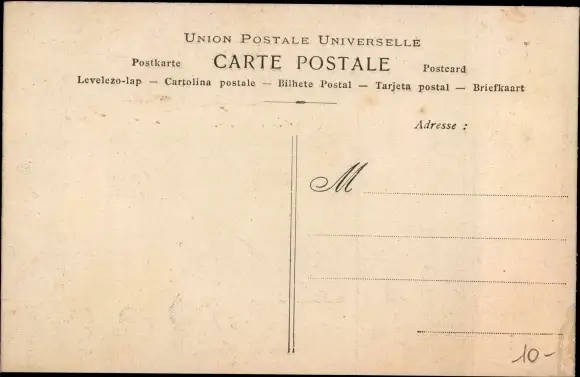 UNION POSTALE UNIVERSELLE
Postkarte CARTE POSTALE Postcard
Levelezo-lap — Cartolina postale — Bilhete Postal — Tarjeta postal — Briefkaart
Adresse :
M
10-